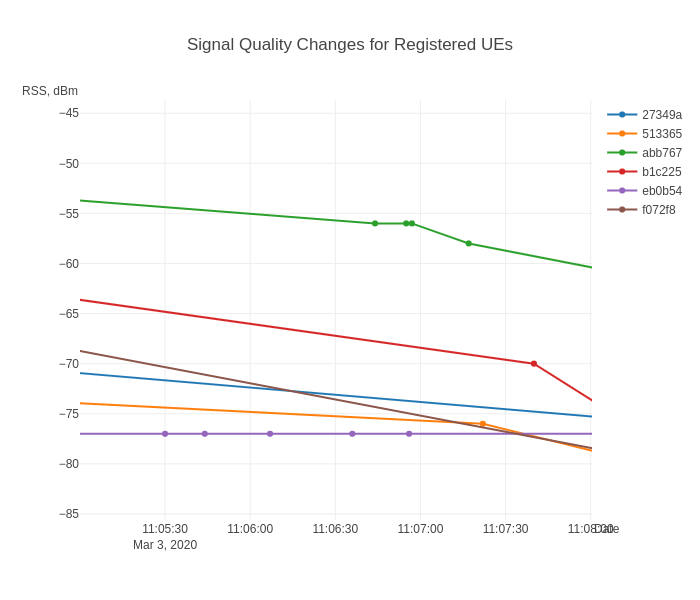 Signal Quality Changes for Registered UEs
RSS, dBm
−45
−50
−55
−60
−65
−70
−75
−80
−85
11:05:30
Mar 3, 2020
11:06:00
11:06:30
11:07:00
11:07:30
11:08:00
Date
27349a
513365
abb767
b1c225
eb0b54
f072f8